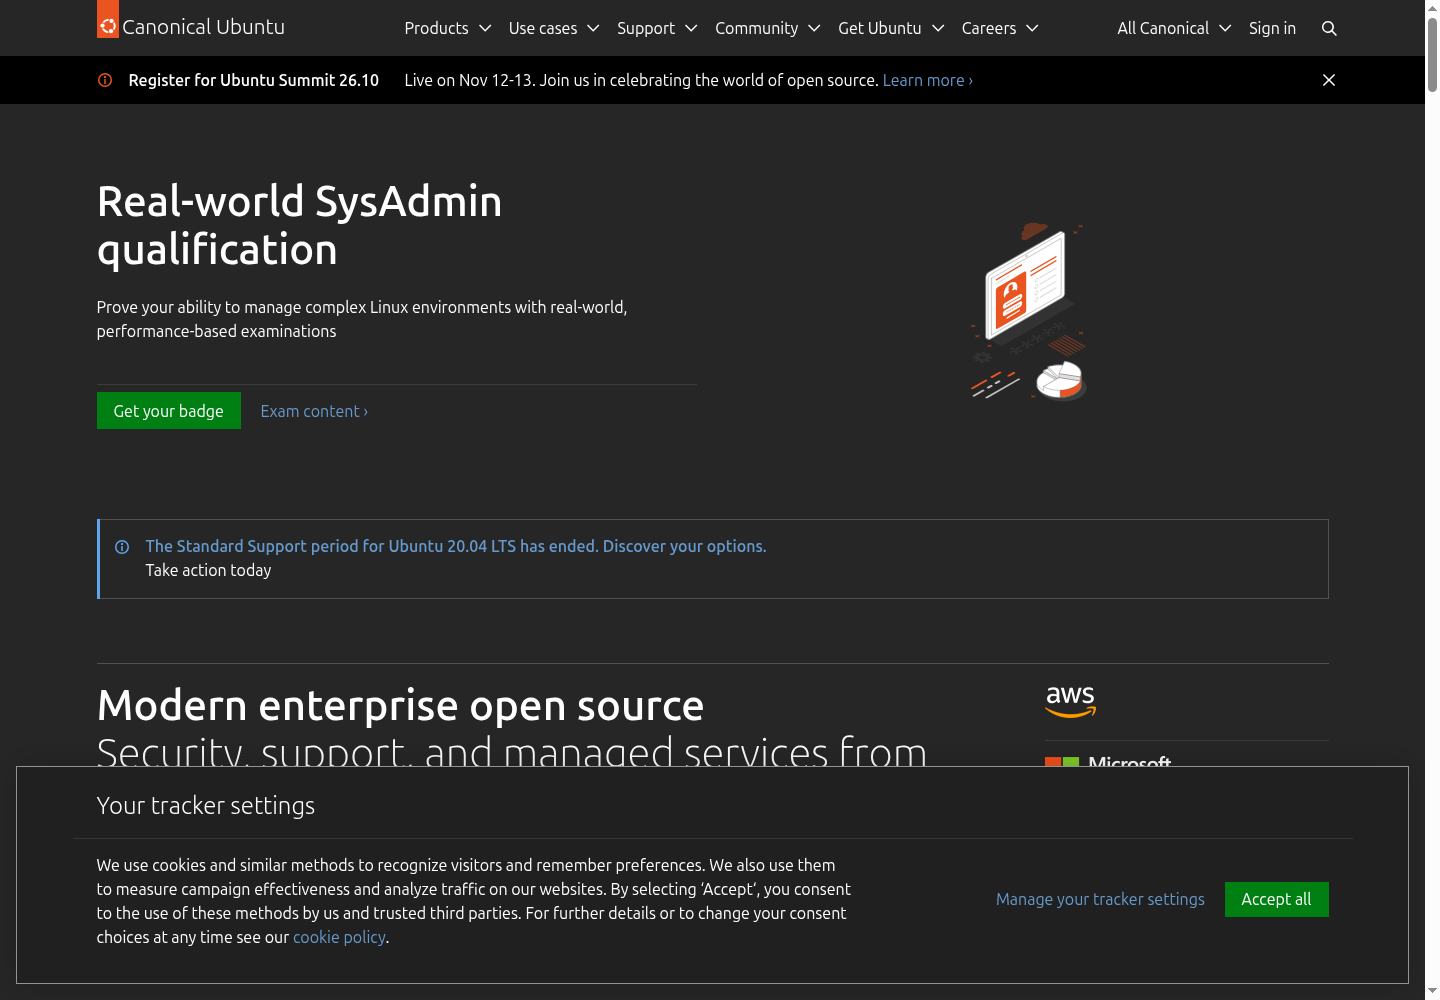 Canonical Ubuntu
Products Use cases Support Community Get Ubuntu Careers All Canonical Sign in
Register for Ubuntu Summit 26.10 Live on Nov 12-13. Join us in celebrating the world of open source. Learn more ›
Real-world SysAdmin
qualification
Prove your ability to manage complex Linux environments with real-world,
performance-based examinations
Get your badge Exam content ›
The Standard Support period for Ubuntu 20.04 LTS has ended. Discover your options.
Take action today
Modern enterprise open source
Security, support, and managed services from
aws
Microsoft
Your tracker settings
We use cookies and similar methods to recognize visitors and remember preferences. We also use them
to measure campaign effectiveness and analyze traffic on our websites. By selecting ‘Accept‘, you consent
to the use of these methods by us and trusted third parties. For further details or to change your consent
choices at any time see our cookie policy.
Manage your tracker settings Accept all